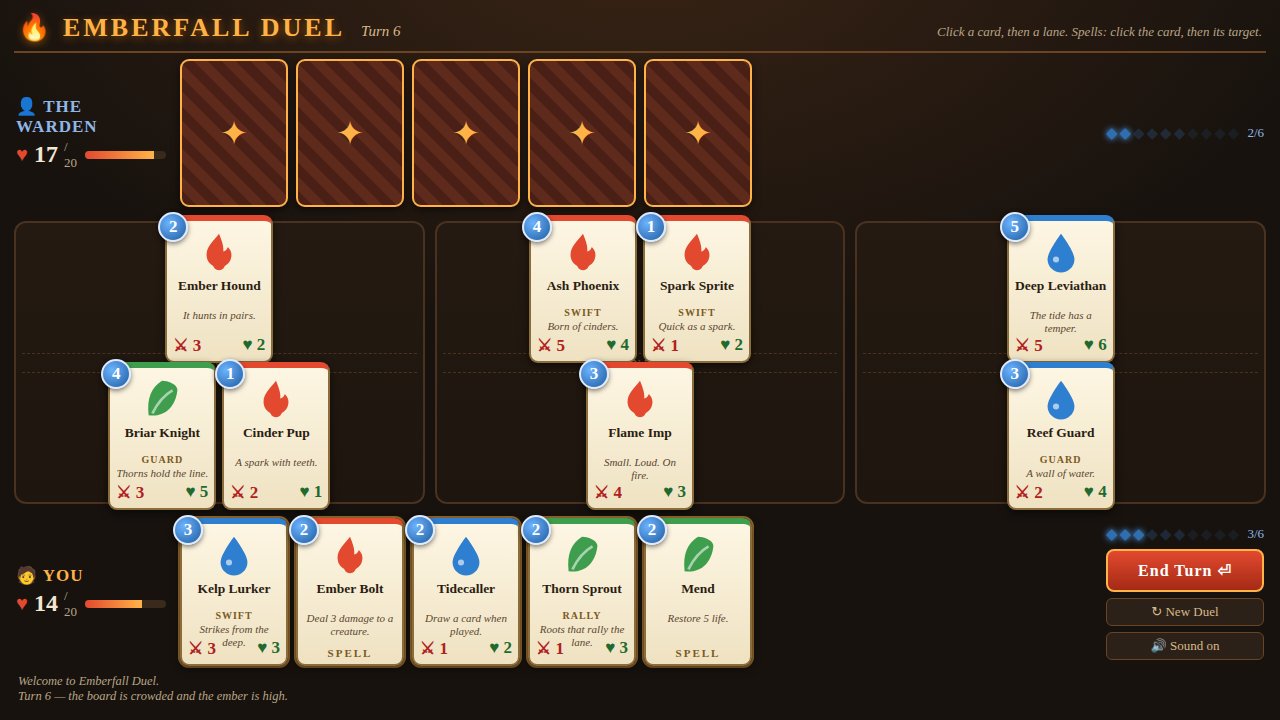 EMBERFALL DUEL Turn 6
Click a card, then a lane. Spells: click the card, then its target.
THE
WARDEN
17 / 20
2/6
2
Ember Hound
It hunts in pairs.
3 2
4
Ash Phoenix
SWIFT
Born of cinders.
5 4
1
Spark Sprite
SWIFT
Quick as a spark.
1 2
5
Deep Leviathan
The tide has a
temper.
5 6
4
Briar Knight
GUARD
Thorns hold the line.
3 5
1
Cinder Pup
A spark with teeth.
2 1
3
Flame Imp
Small. Loud. On
fire.
4 3
3
Reef Guard
GUARD
A wall of water.
2 4
YOU
14 / 20
3
Kelp Lurker
SWIFT
Strikes from the
deep.
3 3
2
Ember Bolt
Deal 3 damage to a
creature.
SPELL
2
Tidecaller
Draw a card when
played.
1 2
2
Thorn Sprout
RALLY
Roots that rally the
lane.
1 3
2
Mend
Restore 5 life.
SPELL
3/6
End Turn ⏎
↻ New Duel
Sound on
Welcome to Emberfall Duel.
Turn 6 — the board is crowded and the ember is high.